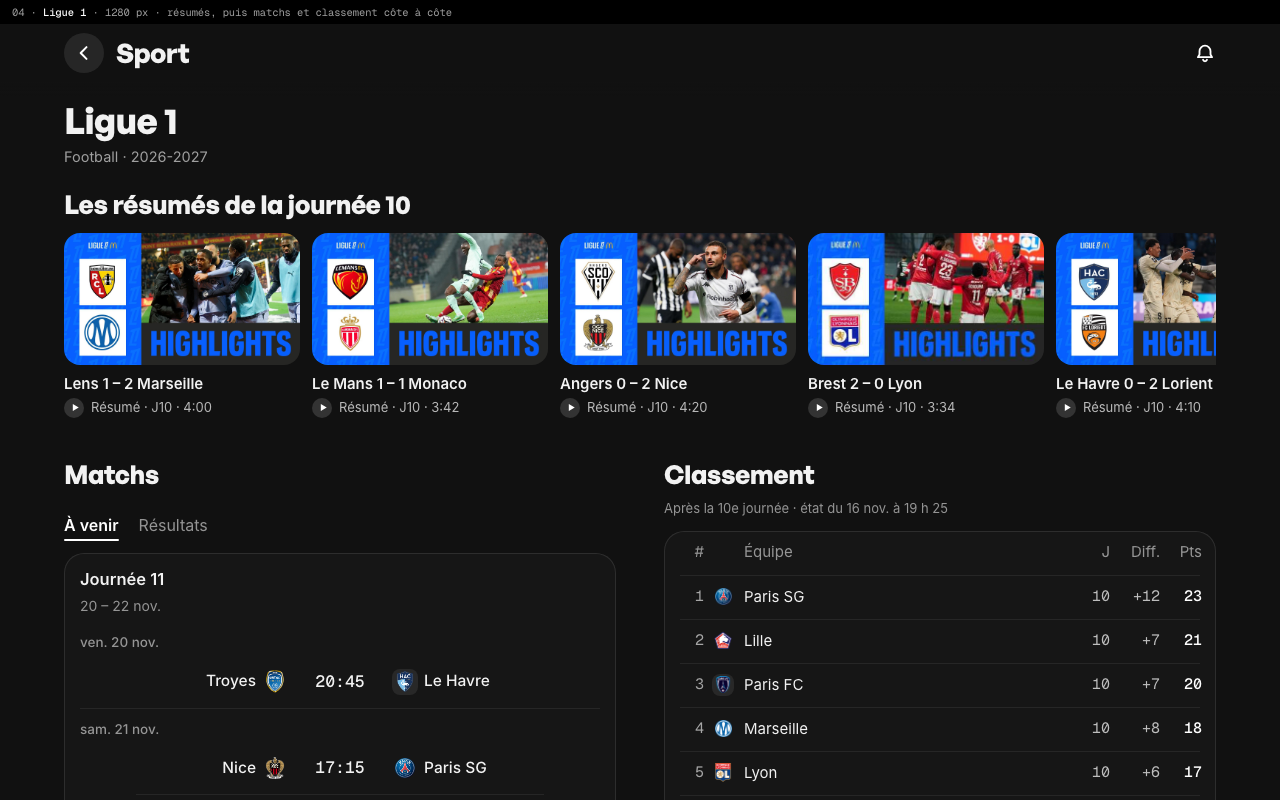 04 · Ligue 1 · 1280 px · résumés, puis matchs et classement côte à côte
Sport
Ligue 1
Football · 2026-2027
Les résumés de la journée 10
HIGHLIGHTS
HIGHLIGHTS
HIGHLIGHTS
HIGHLIGHTS
HIGHL
Lens 1 – 2 Marseille
Résumé · J10 · 4:00
Le Mans 1 – 1 Monaco
Résumé · J10 · 3:42
Angers 0 – 2 Nice
Résumé · J10 · 4:20
Brest 2 – 0 Lyon
Résumé · J10 · 3:34
Le Havre 0 – 2 Lorient
Résumé · J10 · 4:10
Matchs
À venir Résultats
Journée 11
20 – 22 nov.
ven. 20 nov.
Troyes 20:45 Le Havre
sam. 21 nov.
Nice 17:15 Paris SG
Classement
Après la 10e journée · état du 16 nov. à 19 h 25
# Équipe J Diff. Pts
1 Paris SG 10 +12 23
2 Lille 10 +7 21
3 Paris FC 10 +7 20
4 Marseille 10 +8 18
5 Lyon 10 +6 17